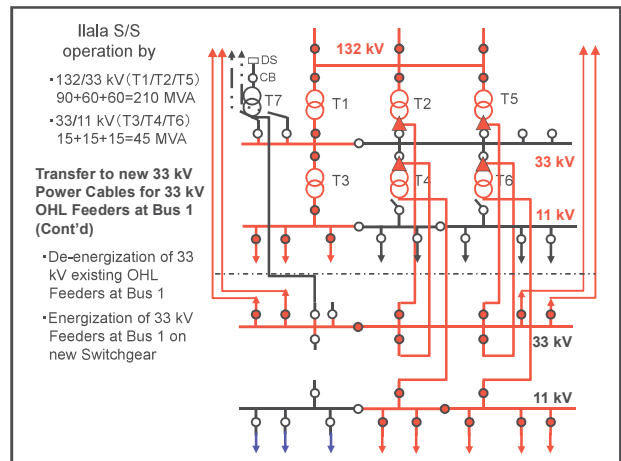 Ilala S/S
operation by
・132/33 kV(T1/T2/T5)
90+60+60=210 MVA
・33/11 kV(T3/T4/T6)
15+15+15=45 MVA
Transfer to new 33 kV
Power Cables for 33 kV
OHL Feeders at Bus 1
(Cont'd)
・De-energization of 33
kV existing OHL
Feeders at Bus 1
・Energization of 33 kV
Feeders at Bus 1 on
new Switchgear
132 kV
DS
CB
T7
T1
T2
T5
33 kV
T3
T4
T6
11 kV
33 kV
11 kV